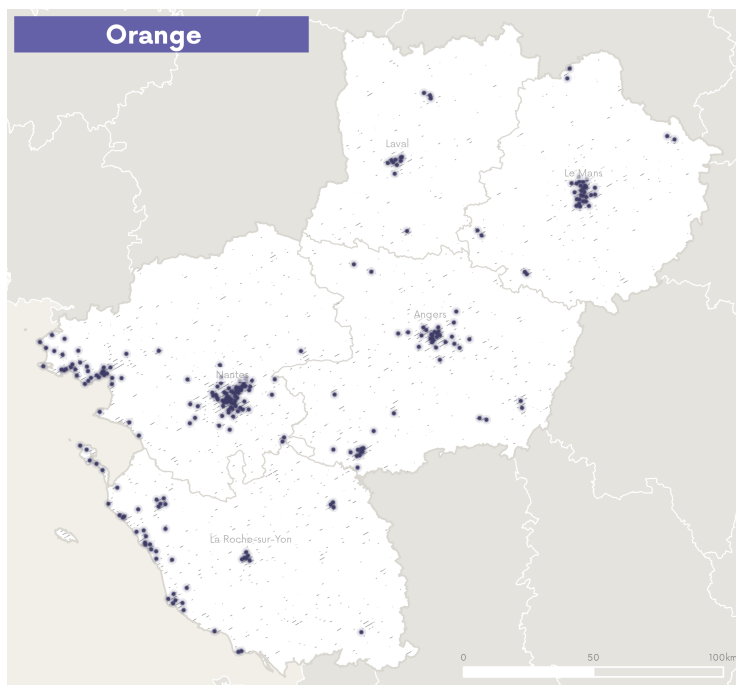 Orange
Laval
Le Mans
Angers
Nantes
La Roche-sur-Yon
0 50 100km